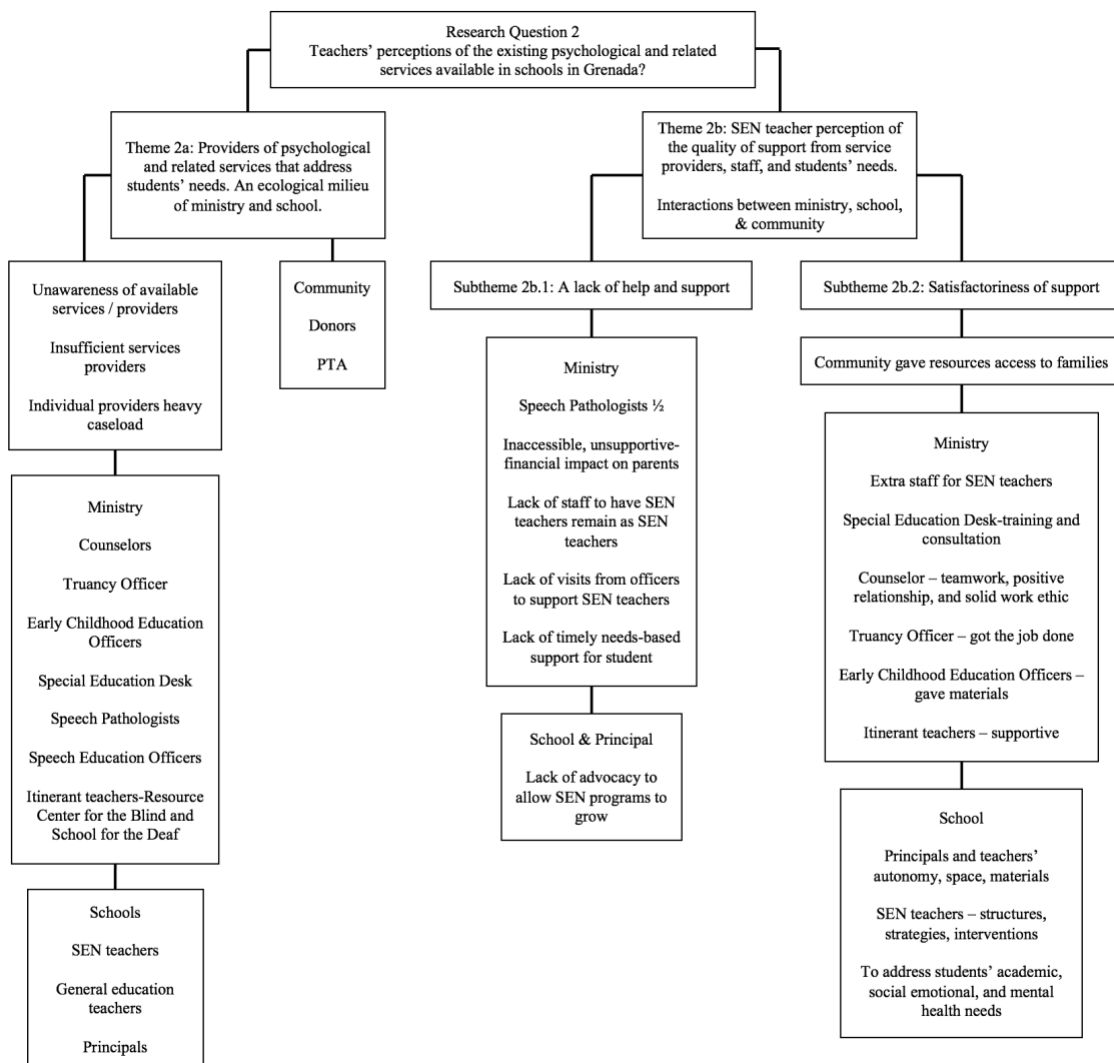 Research Question 2
Teachers’ perceptions of the existing psychological and related
services available in schools in Grenada?
Theme 2a: Providers of psychological
and related services that address
students’ needs. An ecological milieu
of ministry and school.
Unawareness of available
services / providers
Insufficient services
providers
Individual providers heavy
caseload
Ministry
Counselors
Truancy Officer
Early Childhood Education
Officers
Special Education Desk
Speech Pathologists
Speech Education Officers
Itinerant teachers-Resource
Center for the Blind and
School for the Deaf
Schools
SEN teachers
General education
teachers
Principals
Community
Donors
PTA
Theme 2b: SEN teacher perception of
the quality of support from service
providers, staff, and students’ needs.
Interactions between ministry, school,
& community
Subtheme 2b.1: A lack of help and support
Ministry
Speech Pathologists ½
Inaccessible, unsupportive-
financial impact on parents
Lack of staff to have SEN
teachers remain as SEN
teachers
Lack of visits from officers
to support SEN teachers
Lack of timely needs-based
support for student
School & Principal
Lack of advocacy to
allow SEN programs to
grow
Subtheme 2b.2: Satisfactoriness of support
Community gave resources access to families
Ministry
Extra staff for SEN teachers
Special Education Desk-training and
consultation
Counselor – teamwork, positive
relationship, and solid work ethic
Truancy Officer – got the job done
Early Childhood Education Officers –
gave materials
Itinerant teachers – supportive
School
Principals and teachers’
autonomy, space, materials
SEN teachers – structures,
strategies, interventions
To address students’ academic,
social emotional, and mental
health needs